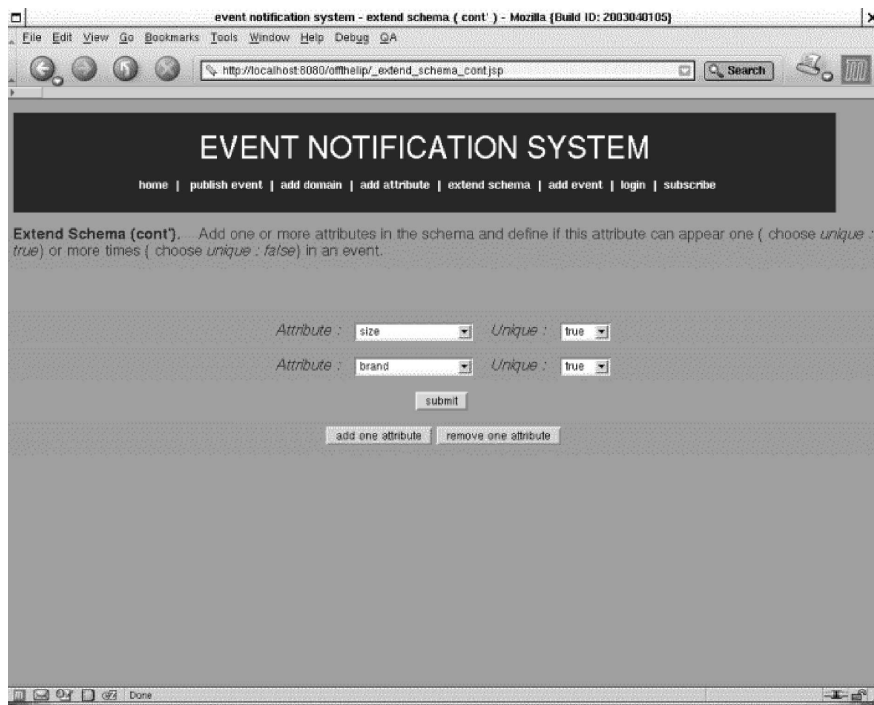 event notification system - extend schema ( cont' ) - Mozilla {Build ID: 2003040105}
File Edit View Go Bookmarks Tools Window Help Debug QA
http://localhost:8080/offthelip/_extend_schema_cont.jsp Search
EVENT NOTIFICATION SYSTEM
home | publish event | add domain | add attribute | extend schema | add event | login | subscribe
Extend Schema (cont'). Add one or more attributes in the schema and define if this attribute can appear one ( choose unique :
true) or more times ( choose unique : false) in an event.
Attribute : size Unique : true
Attribute : brand Unique : true
submit
add one attribute remove one attribute
Done